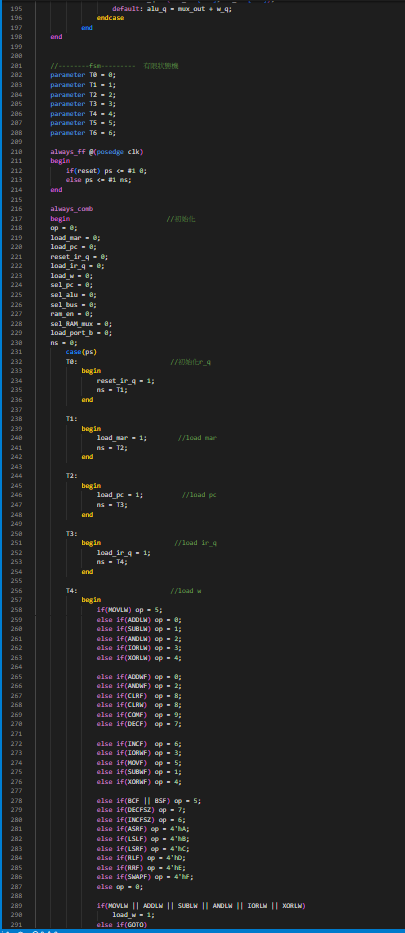 195 default: alu_q = mux_out + w_q;
196 endcase
197 end
198 end
199
200
201 //--------fsm--------- 有限狀態機
202 parameter T0 = 0;
203 parameter T1 = 1;
204 parameter T2 = 2;
205 parameter T3 = 3;
206 parameter T4 = 4;
207 parameter T5 = 5;
208 parameter T6 = 6;
209
210 always_ff @(posedge clk)
211 begin
212 if(reset) ps <= #1 0;
213 else ps <= #1 ns;
214 end
215
216 always_comb
217 begin //初始化
218 op = 0;
219 load_mar = 0;
220 load_pc = 0;
221 reset_ir_q = 0;
222 load_ir_q = 0;
223 load_w = 0;
224 sel_pc = 0;
225 sel_alu = 0;
226 sel_bus = 0;
227 ram_en = 0;
228 sel_RAM_mux = 0;
229 load_port_b = 0;
230 ns = 0;
231 case(ps)
232 T0: //初始化r_q
233 begin
234 reset_ir_q = 1;
235 ns = T1;
236 end
237
238 T1:
239 begin
240 load_mar = 1; //load mar
241 ns = T2;
242 end
243
244 T2:
245 begin
246 load_pc = 1; //load pc
247 ns = T3;
248 end
249
250 T3:
251 begin //load ir_q
252 load_ir_q = 1;
253 ns = T4;
254 end
255
256 T4: //load w
257 begin
258 if(MOVLW) op = 5;
259 else if(ADDLW) op = 0;
260 else if(SUBLW) op = 1;
261 else if(ANDLW) op = 2;
262 else if(IORLW) op = 3;
263 else if(XORLW) op = 4;
264
265 else if(ADDWF) op = 0;
266 else if(ANDWF) op = 2;
267 else if(CLRF) op = 8;
268 else if(CLRW) op = 8;
269 else if(COMF) op = 9;
270 else if(DECF) op = 7;
271
272 else if(INCF) op = 6;
273 else if(IORWF) op = 3;
274 else if(MOVF) op = 5;
275 else if(SUBWF) op = 1;
276 else if(XORWF) op = 4;
277
278 else if(BCF || BSF) op = 5;
279 else if(DECFSZ) op = 7;
280 else if(INCFSZ) op = 6;
281 else if(ASRF) op = 4'hA;
282 else if(LSLF) op = 4'hB;
283 else if(LSRF) op = 4'hC;
284 else if(RLF) op = 4'hD;
285 else if(RRF) op = 4'hE;
286 else if(SWAPF) op = 4'hF;
287 else op = 0;
288
289 if(MOVLW || ADDLW || SUBLW || ANDLW || IORLW || XORLW)
290 load_w = 1;
291 else if(GOTO)